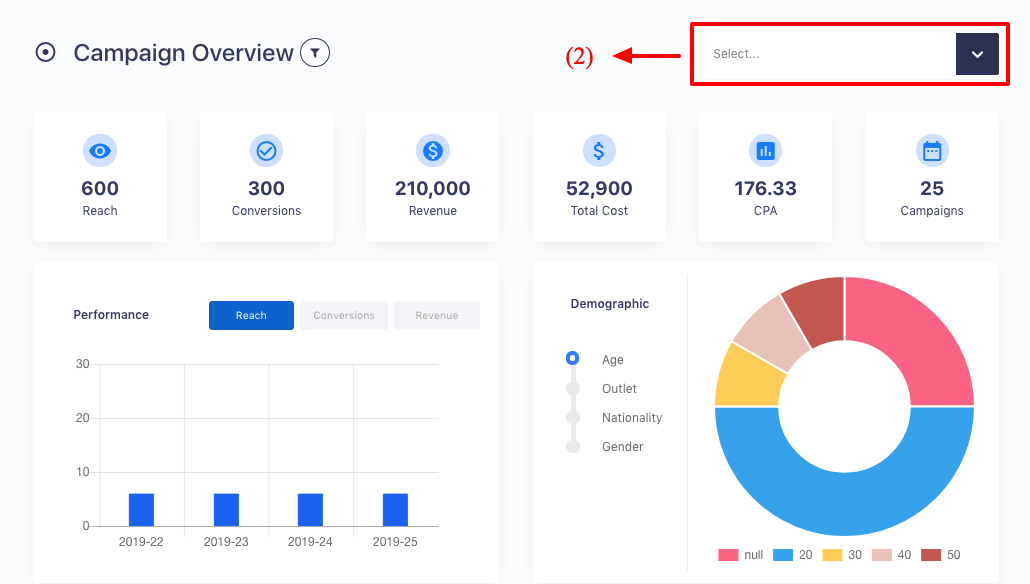 Campaign Overview
(2)
Select...
600
Reach
300
Conversions
210,000
Revenue
52,900
Total Cost
176.33
CPA
25
Campaigns
Performance
Reach
Conversions
Revenue
30
20
10
0
2019-22
2019-23
2019-24
2019-25
Demographic
Age
Outlet
Nationality
Gender
null
20
30
40
50